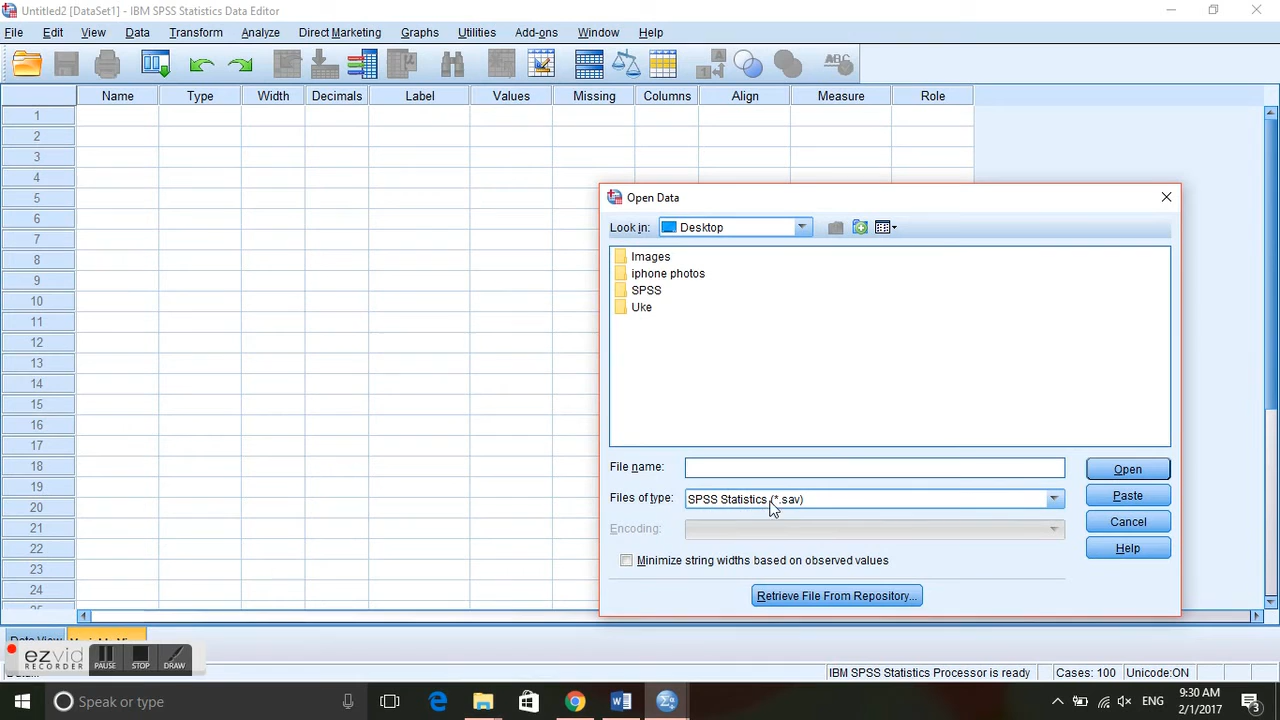 Untitled2 [DataSet1] - IBM SPSS Statistics Data Editor
File Edit View Data Transform Analyze Direct Marketing Graphs Utilities Add-ons Window Help
Name Type Width Decimals Label Values Missing Columns Align Measure Role
1
2
3
4
5
6
7
8
9
10
11
12
13
14
15
16
17
18
19
20
21
22
23
24
Open Data
Look in: Desktop
Images
iphone photos
SPSS
Uke
File name:
Open
Files of type: SPSS Statistics (*.sav)
Paste
Cancel
Encoding:
Help
Minimize string widths based on observed values
Retrieve File From Repository...
Data View
ezvid
RECORDER
PAUSE STOP DRAW
IBM SPSS Statistics Processor is ready Cases: 100 Unicode:ON
Speak or type
ENG
9:30 AM
2/1/2017